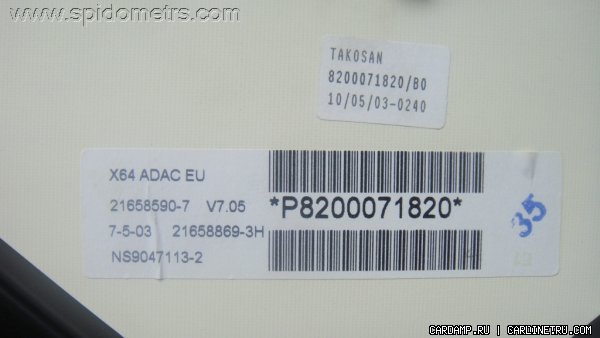 www.spidometrs.com
TAKOSAN
8200071820/B0
10/05/03-0240
X64 ADAC EU
21658590-7 V7.05
*P8200071820*
7-5-03 21658869-3H
NS9047113-2
35
CARDAMP.RU | CARDINETRU.COM